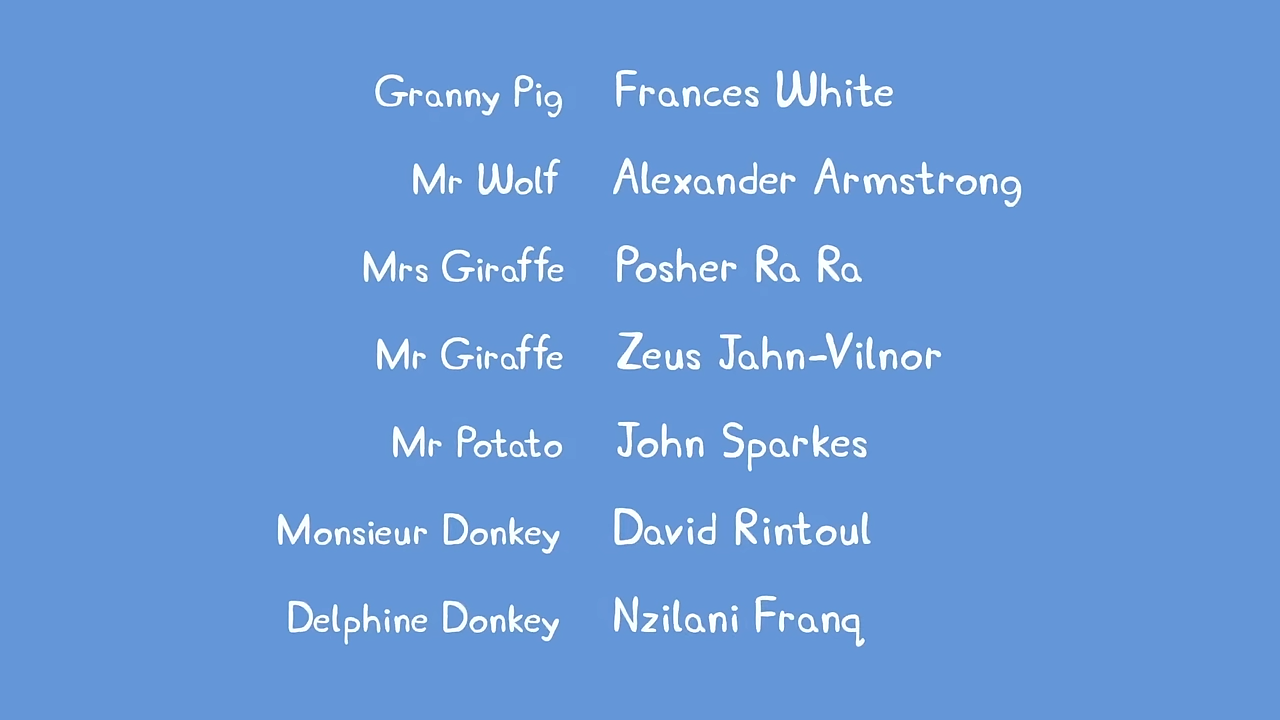 Granny Pig Frances White
Mr Wolf Alexander Armstrong
Mrs Giraffe Posher Ra Ra
Mr Giraffe Zeus Jahn-Vilnor
Mr Potato John Sparkes
Monsieur Donkey David Rintoul
Delphine Donkey Nzilani Franq